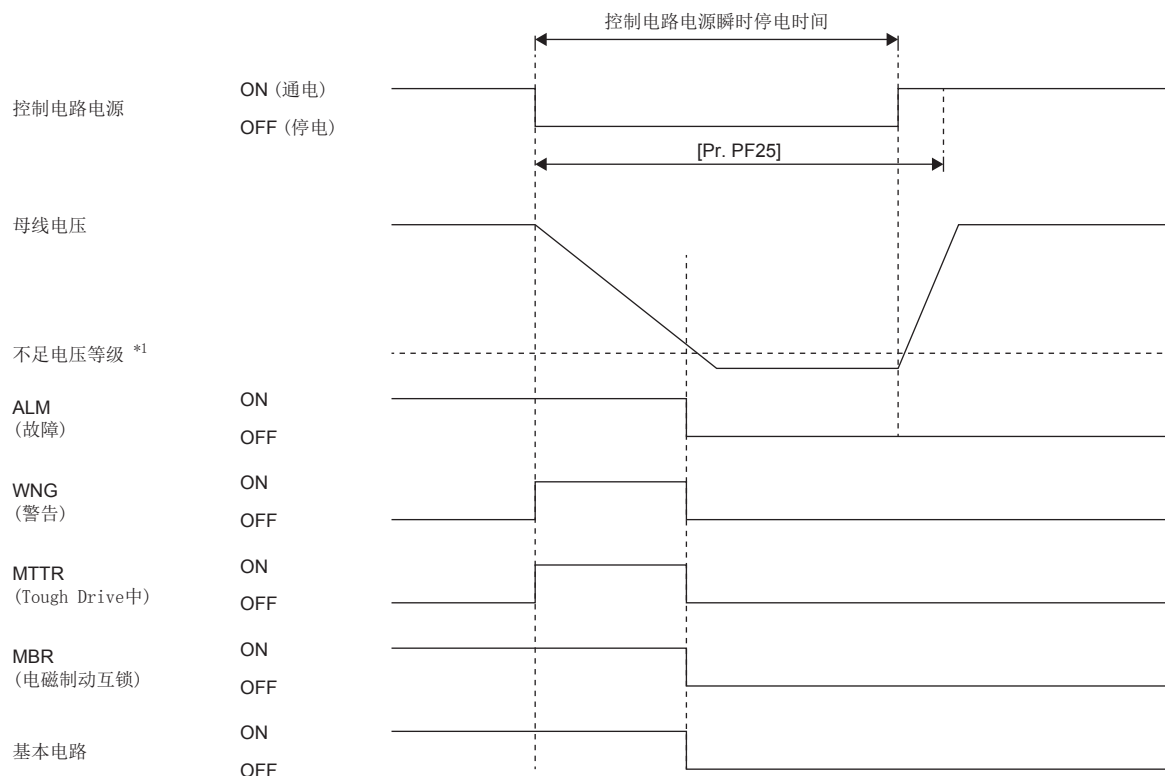 控制电路电源瞬时停电时间
控制电路电源
ON (通电)
OFF (停电)
[Pr. PF25]
母线电压
不足电压等级 *1
ALM
(故障)
ON
OFF
WNG
(警告)
ON
OFF
MTTR
(Tough Drive中)
ON
OFF
MBR
(电磁制动互锁)
ON
OFF
基本电路
ON
OFF